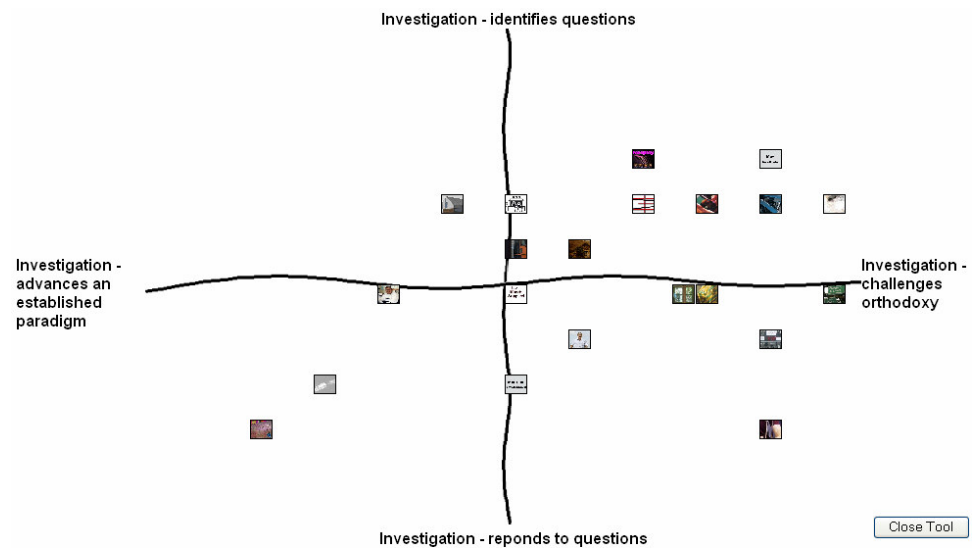 Investigation - identifies questions
Investigation -
advances an
established
paradigm
Investigation -
challenges
orthodoxy
Investigation - reponds to questions
Close Tool